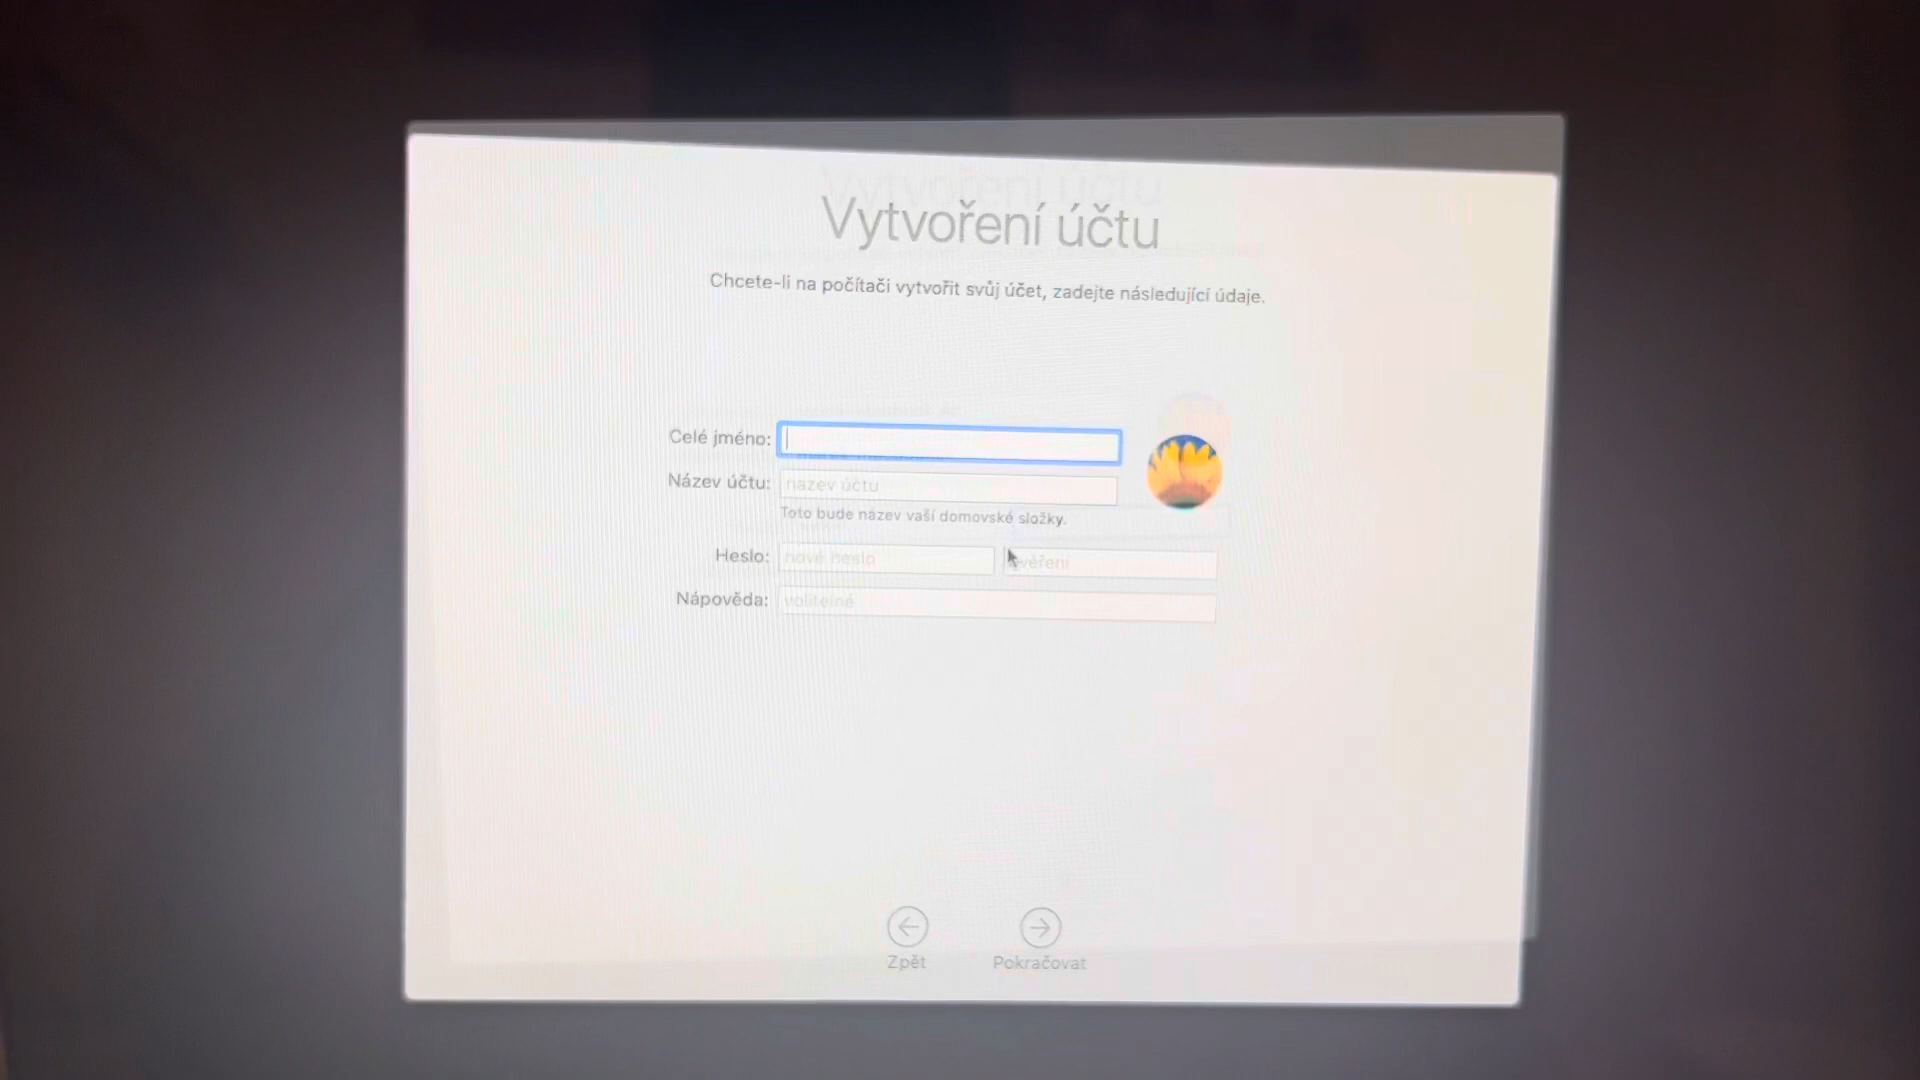 Vytvoření účtu
Chcete-li na počítači vytvořit svůj účet, zadejte následující údaje.
Celé jméno:
Název účtu: název účtu
Toto bude název vaší domovské složky.
Heslo: nové heslo ověření
Nápověda: volitelné
Zpět Pokračovat